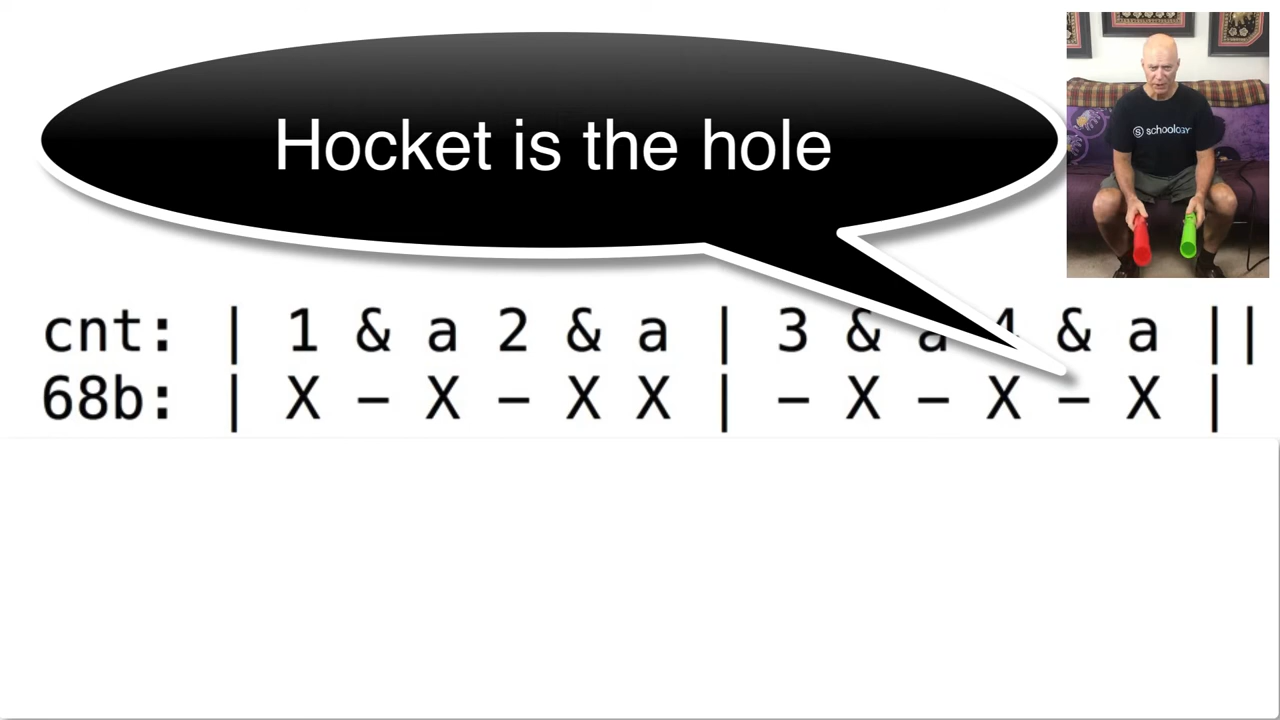 Hocket is the hole
schoology
cnt: | 1 & a 2 & a | 3 & a 4 & a ||
68b: | X – X – X X | – X – X – X |